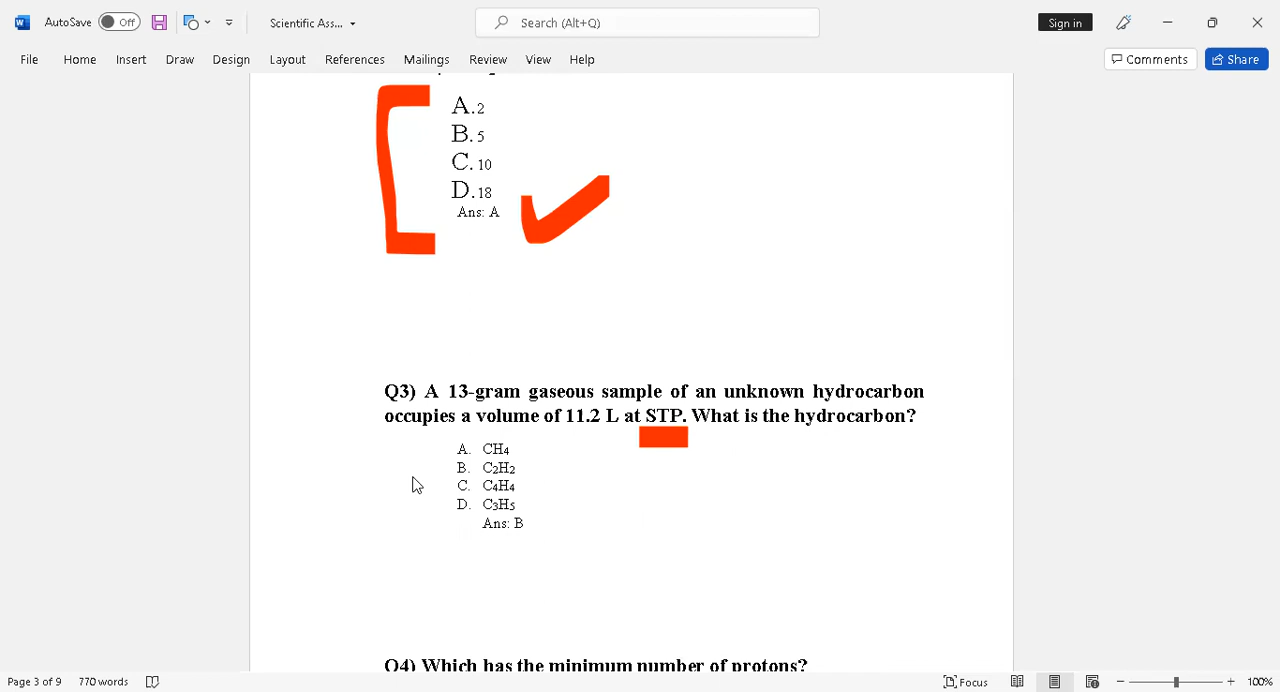 AutoSave Off Scientific Ass... Search (Alt+Q) Sign in
File Home Insert Draw Design Layout References Mailings Review View Help Comments Share
A. 2
B. 5
C. 10
D. 18
Ans: A
Q3) A 13-gram gaseous sample of an unknown hydrocarbon
occupies a volume of 11.2 L at STP. What is the hydrocarbon?
A. CH4
B. C2H2
C. C4H4
D. C3H5
Ans: B
Q4) Which has the minimum number of protons?
Page 3 of 9 770 words Focus 100%